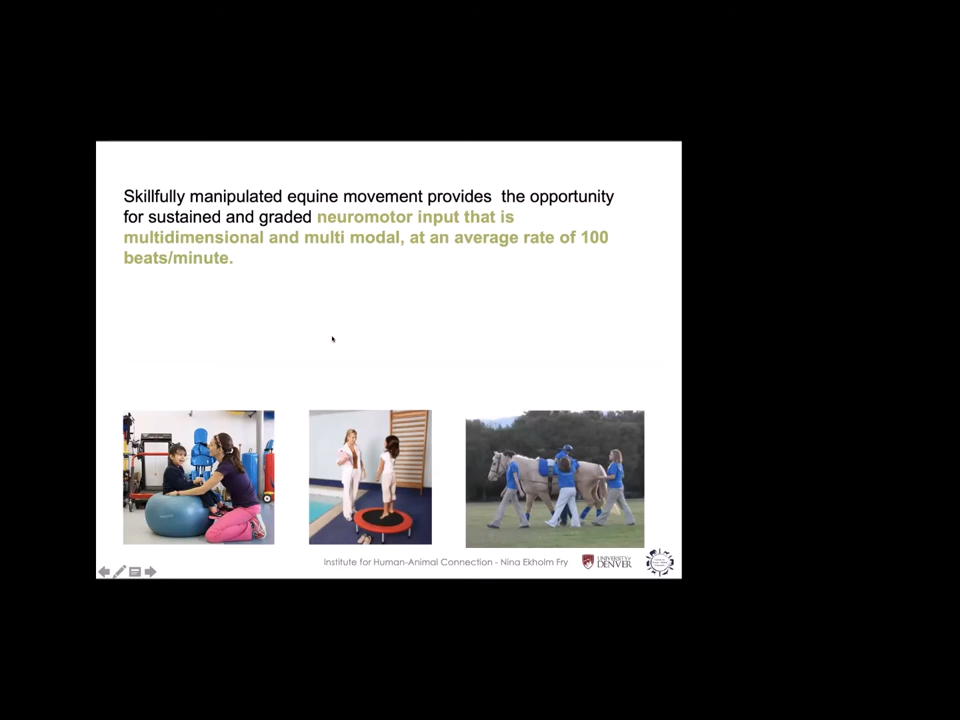 Skillfully manipulated equine movement provides  the opportunity
for sustained and graded neuromotor input that is
multidimensional and multi modal, at an average rate of 100
beats/minute.
Institute for Human-Animal Connection - Nina Ekholm Fry
UNIVERSITY of
DENVER